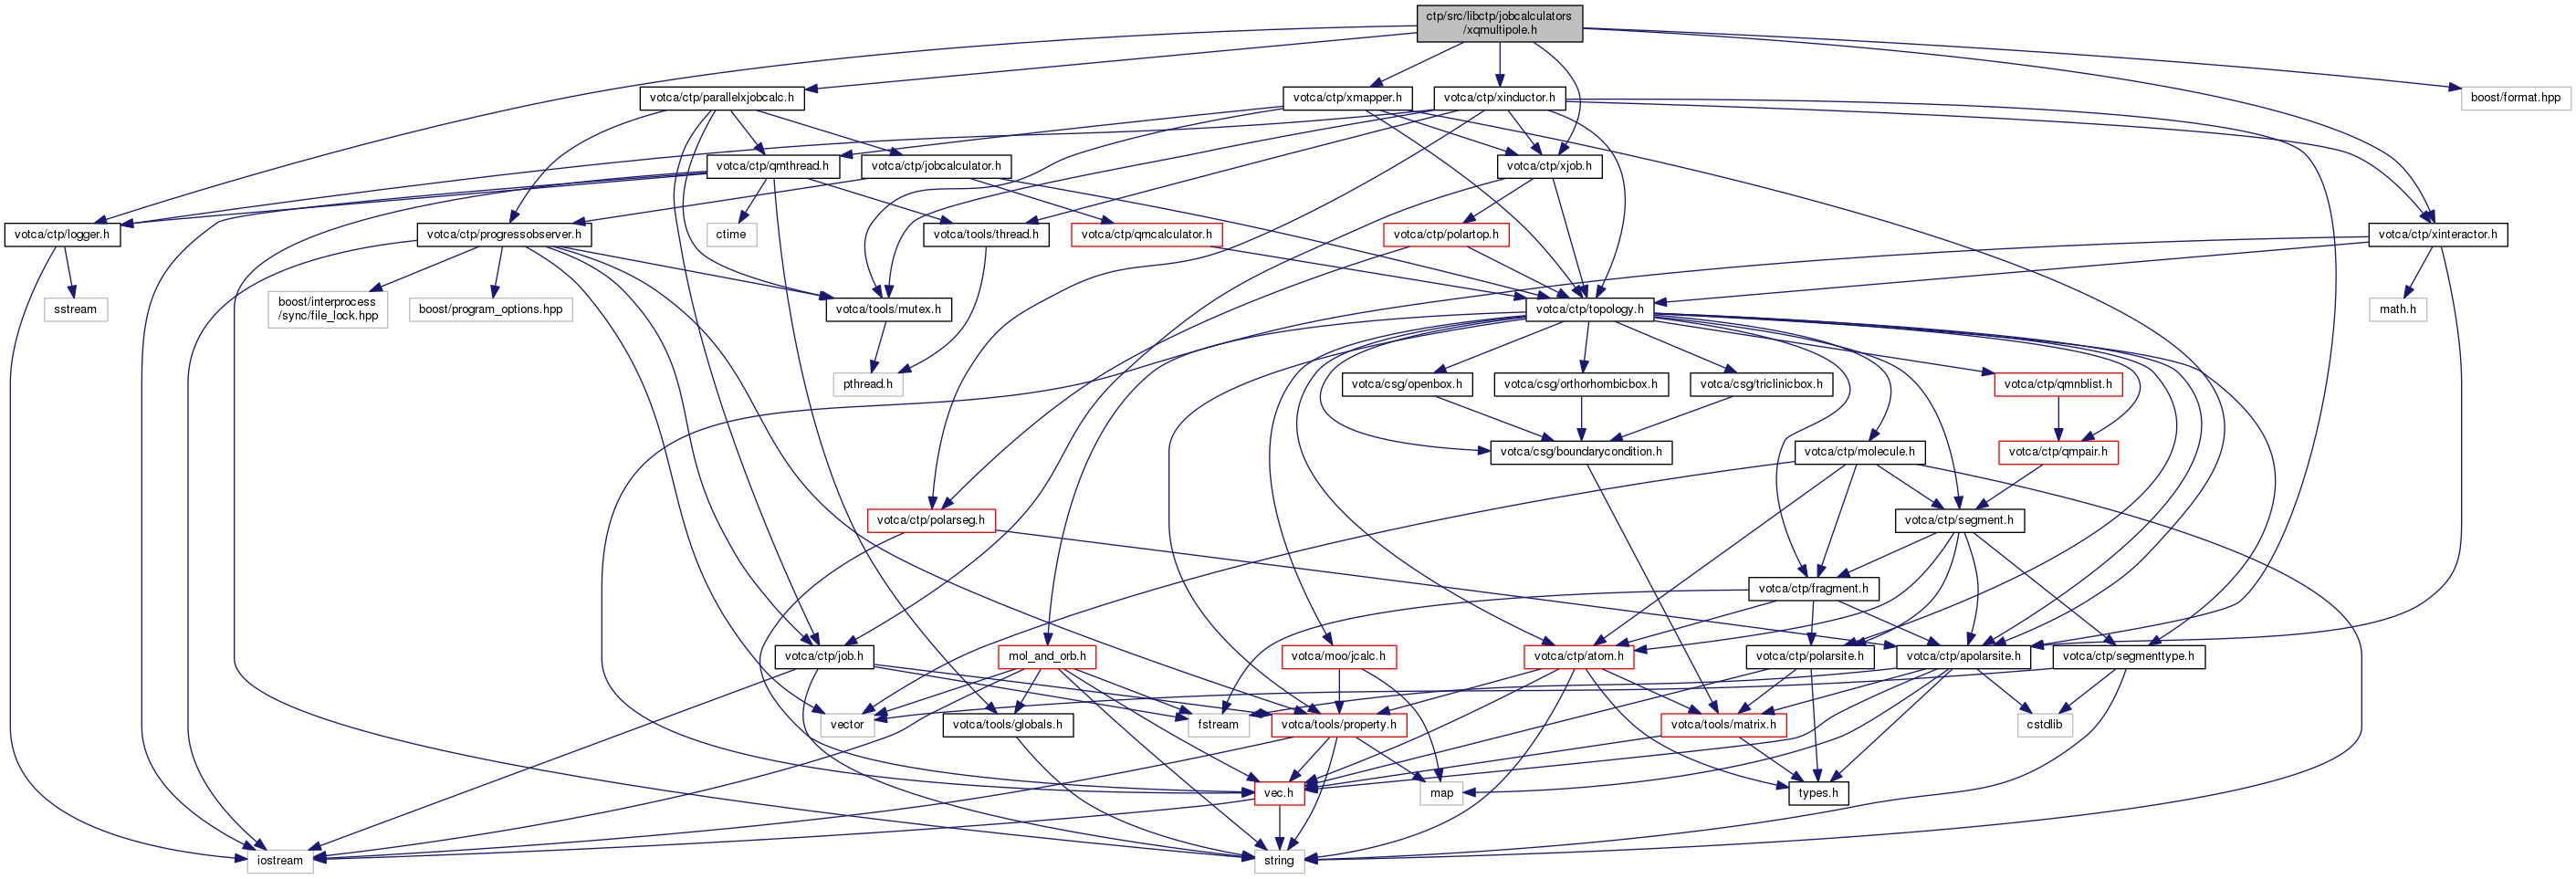 ctp/src/libctp/jobcalculators
/xqmultipole.h
votca/ctp/parallelxjobcalc.h
votca/ctp/xmapper.h
votca/ctp/xinductor.h
boost/format.hpp
votca/ctp/qmthread.h
votca/ctp/jobcalculator.h
votca/ctp/xjob.h
votca/ctp/logger.h
votca/ctp/progressobserver.h
ctime
votca/tools/thread.h
votca/ctp/qmcalculator.h
votca/ctp/polartop.h
votca/ctp/xinteractor.h
sstream
boost/interprocess
/sync/file_lock.hpp
boost/program_options.hpp
votca/tools/mutex.h
votca/ctp/topology.h
math.h
pthread.h
votca/csg/openbox.h
votca/csg/orthorhombicbox.h
votca/csg/triclinicbox.h
votca/ctp/qmnblist.h
votca/csg/boundarycondition.h
votca/ctp/molecule.h
votca/ctp/qmpair.h
votca/ctp/polarseg.h
votca/ctp/segment.h
votca/ctp/fragment.h
votca/ctp/job.h
mol_and_orb.h
votca/moo/jcalc.h
votca/ctp/atom.h
votca/ctp/polarsite.h
votca/ctp/apolarsite.h
votca/ctp/segmenttype.h
vector
votca/tools/globals.h
fstream
votca/tools/property.h
votca/tools/matrix.h
cstdlib
vec.h
map
types.h
iostream
string